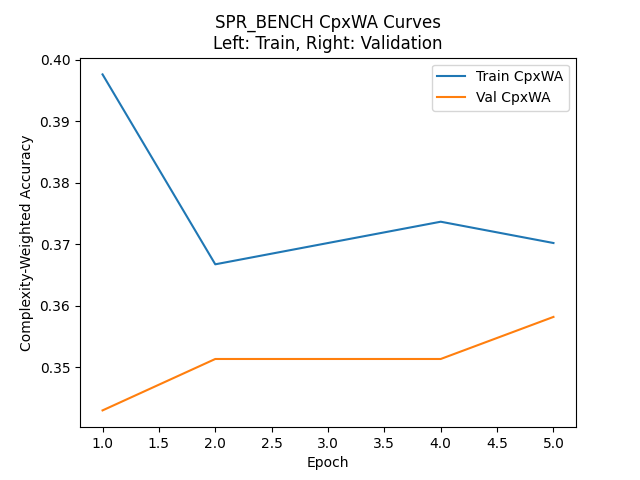 SPR_BENCH CpxWA Curves
Left: Train, Right: Validation
Train CpxWA
Val CpxWA
Complexity-Weighted Accuracy
0.40
0.39
0.38
0.37
0.36
0.35
1.0 1.5 2.0 2.5 3.0 3.5 4.0 4.5 5.0
Epoch